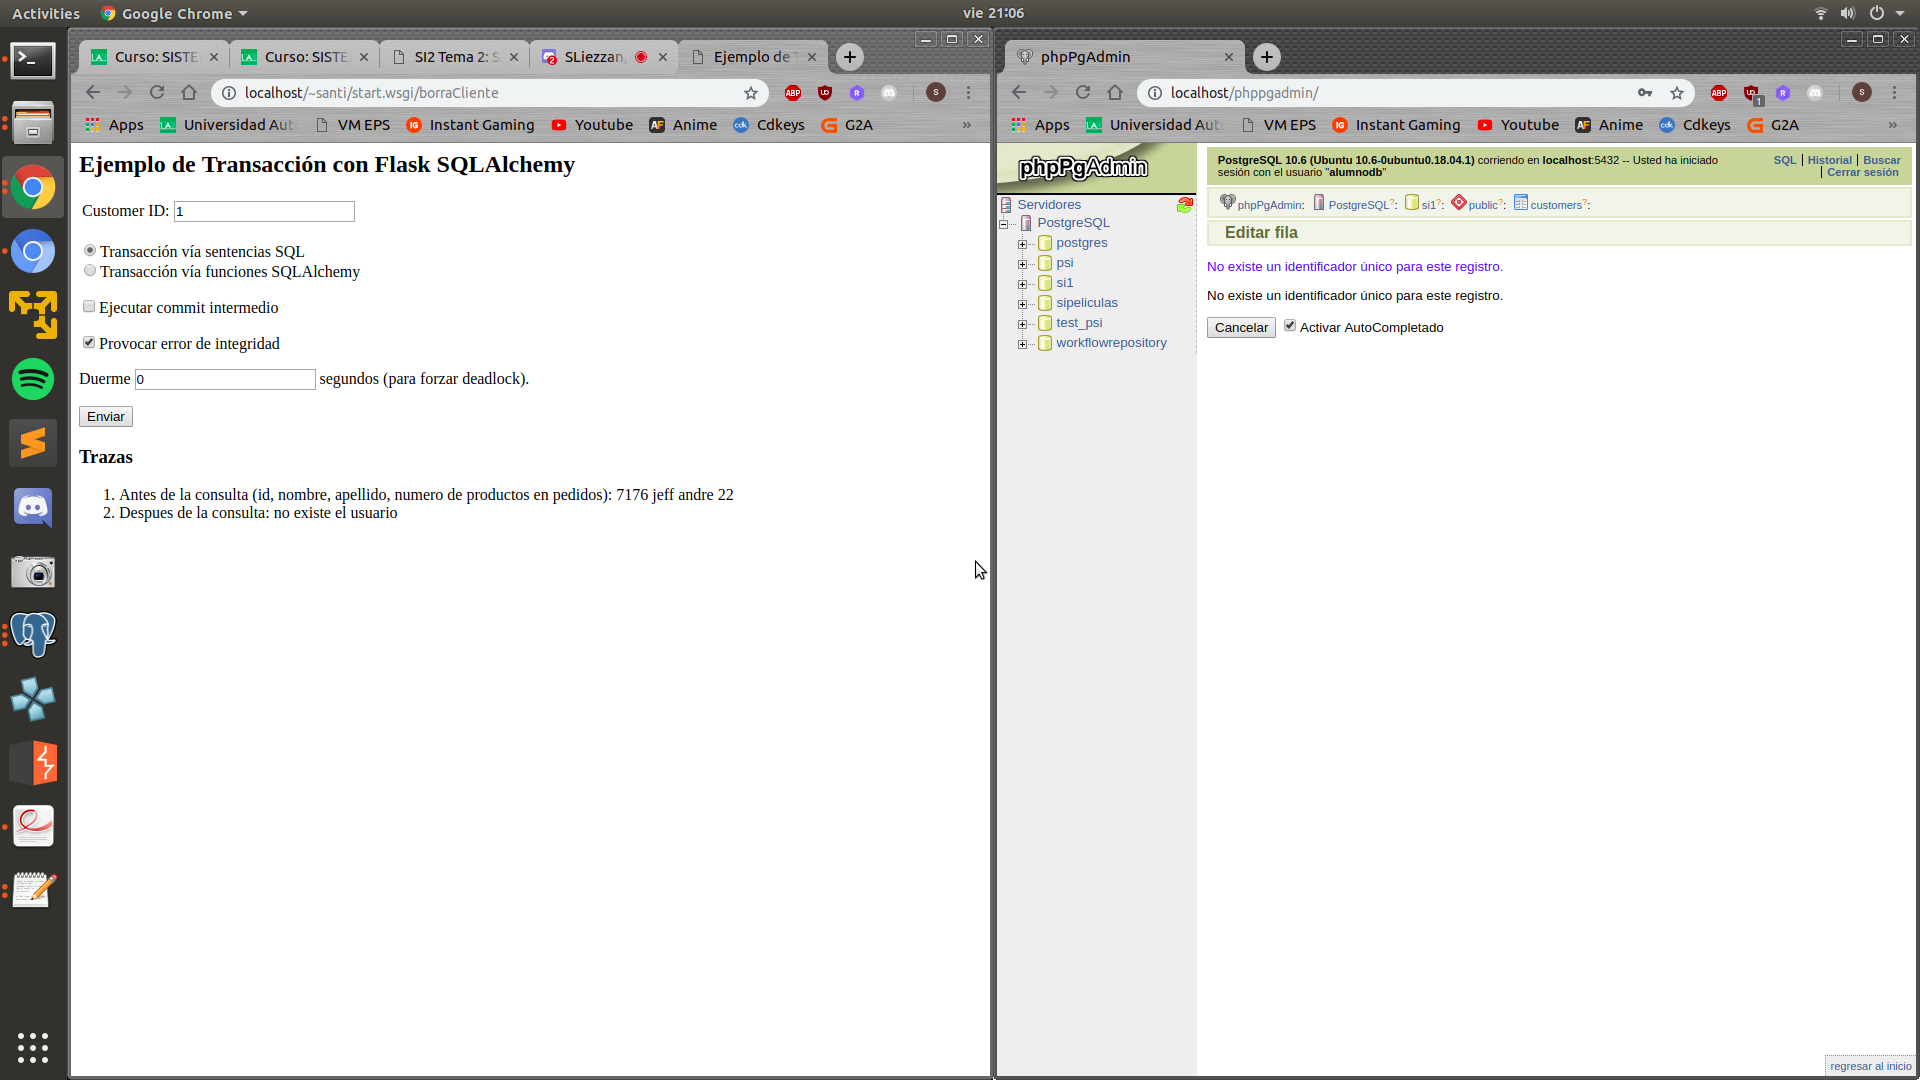 Activities
Google Chrome
vie 21:06
Curso: SISTE
Curso: SISTE
SI2 Tema 2: S
SLiezzan,
Ejemplo de T
localhost/~santi/start.wsgi/borraCliente
Apps
Universidad Aut
VM EPS
Instant Gaming
Youtube
Anime
Cdkeys
G2A
»
Ejemplo de Transacción con Flask SQLAlchemy
Customer ID: 1
Transacción vía sentencias SQL
Transacción vía funciones SQLAlchemy
Ejecutar commit intermedio
Provocar error de integridad
Duerme 0 segundos (para forzar deadlock).
Enviar
Trazas
1. Antes de la consulta (id, nombre, apellido, numero de productos en pedidos): 7176 jeff andre 22
2. Despues de la consulta: no existe el usuario
phpPgAdmin
localhost/phppgadmin/
Apps
Universidad Aut
VM EPS
Instant Gaming
Youtube
Anime
Cdkeys
G2A
»
phpPgAdmin
Servidores
PostgreSQL
postgres
psi
si1
sipeliculas
test_psi
workflowrepository
PostgreSQL 10.6 (Ubuntu 10.6-0ubuntu0.18.04.1) corriendo en localhost:5432 -- Usted ha iniciado
sesión con el usuario "alumnodb"
SQL | Historial | Buscar
| Cerrar sesión
phpPgAdmin: PostgreSQL?: si1?: public?: customers?:
Editar fila
No existe un identificador único para este registro.
No existe un identificador único para este registro.
Cancelar
Activar AutoCompletado
regresar al inicio